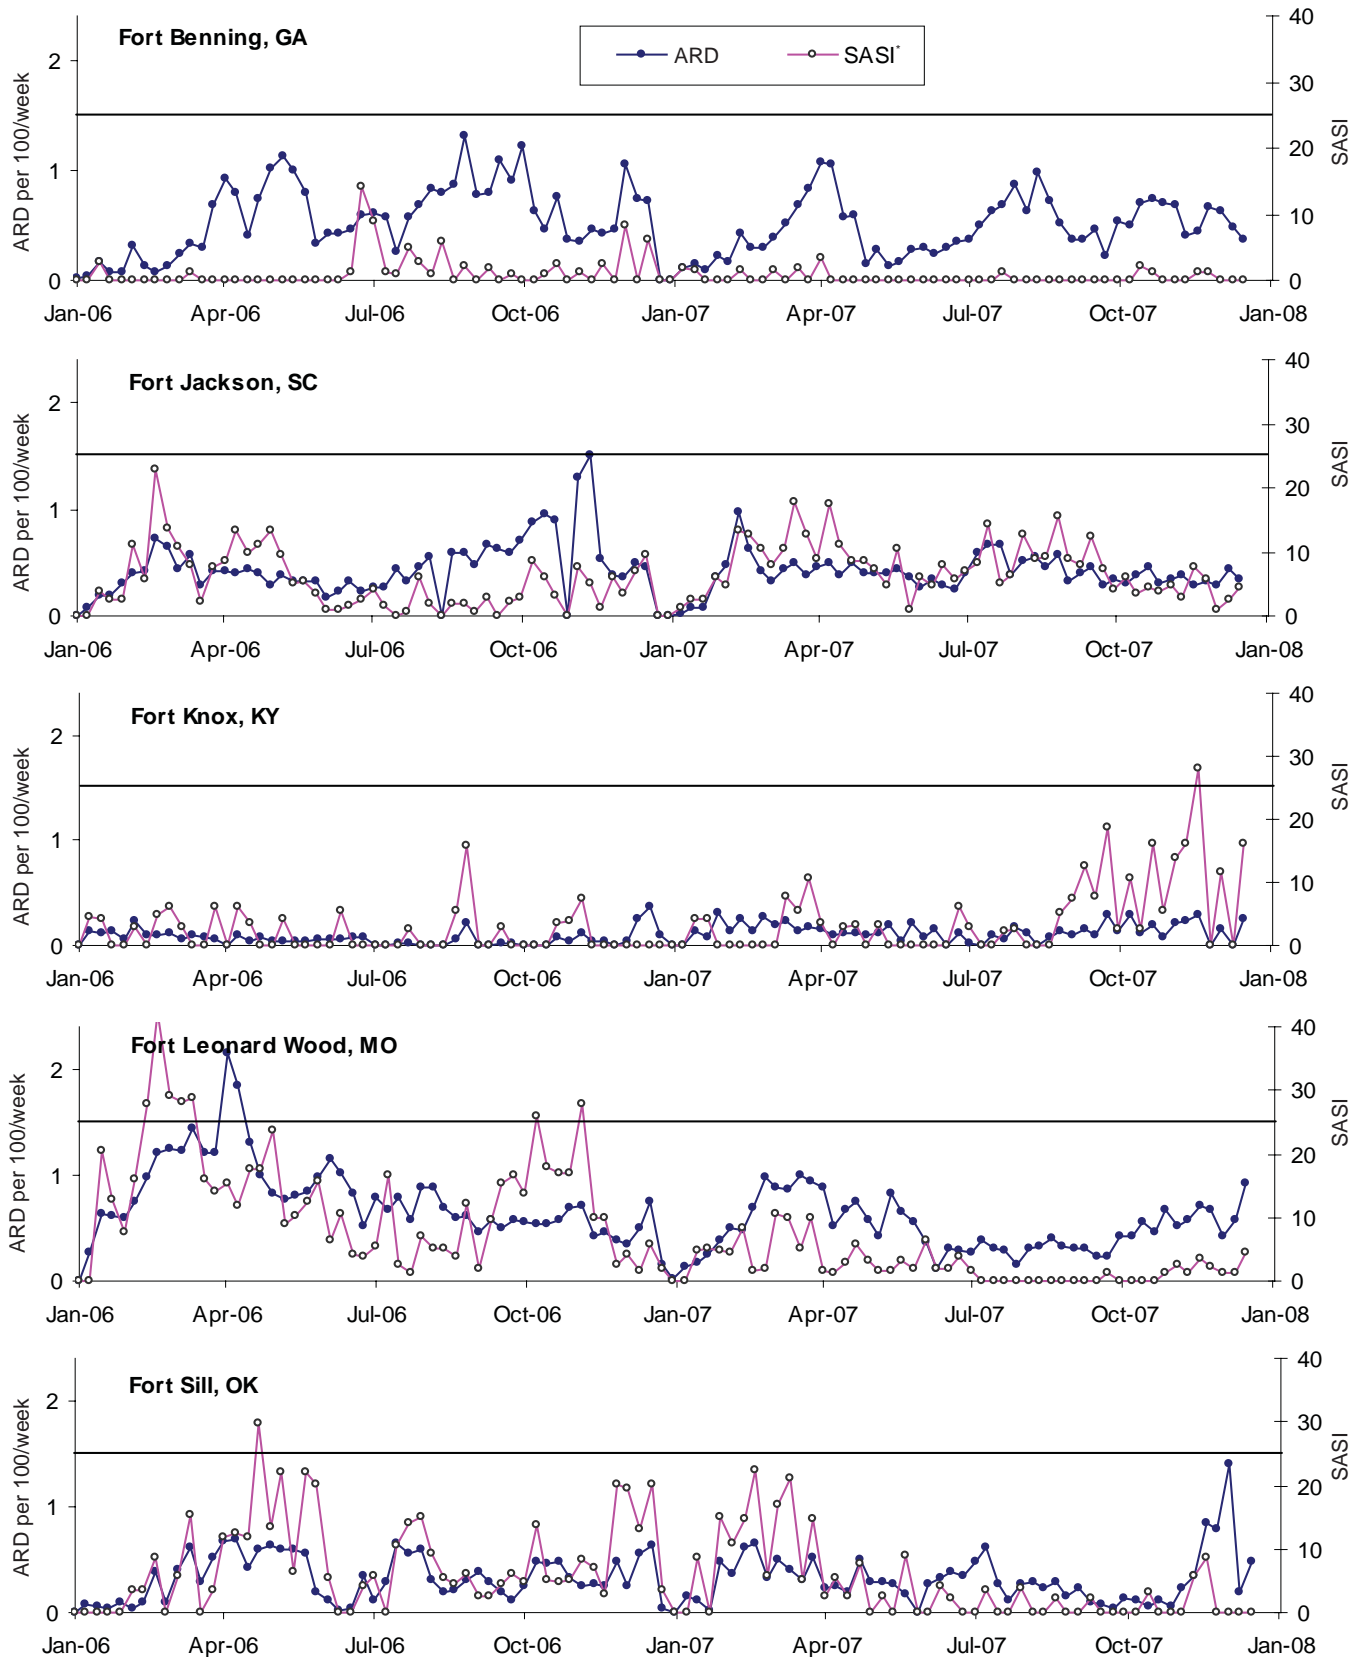 Fort Benning, GA
ARD
SASI*
ARD per 100/week
2
1
0
40
30
20
10
0
SASI
Jan-06 Apr-06 Jul-06 Oct-06 Jan-07 Apr-07 Jul-07 Oct-07 Jan-08
Fort Jackson, SC
ARD per 100/week
2
1
0
40
30
20
10
0
SASI
Jan-06 Apr-06 Jul-06 Oct-06 Jan-07 Apr-07 Jul-07 Oct-07 Jan-08
Fort Knox, KY
ARD per 100/week
2
1
0
40
30
20
10
0
SASI
Jan-06 Apr-06 Jul-06 Oct-06 Jan-07 Apr-07 Jul-07 Oct-07 Jan-08
Fort Leonard Wood, MO
ARD per 100/week
2
1
0
40
30
20
10
0
SASI
Jan-06 Apr-06 Jul-06 Oct-06 Jan-07 Apr-07 Jul-07 Oct-07 Jan-08
Fort Sill, OK
ARD per 100/week
2
1
0
40
30
20
10
0
SASI
Jan-06 Apr-06 Jul-06 Oct-06 Jan-07 Apr-07 Jul-07 Oct-07 Jan-08